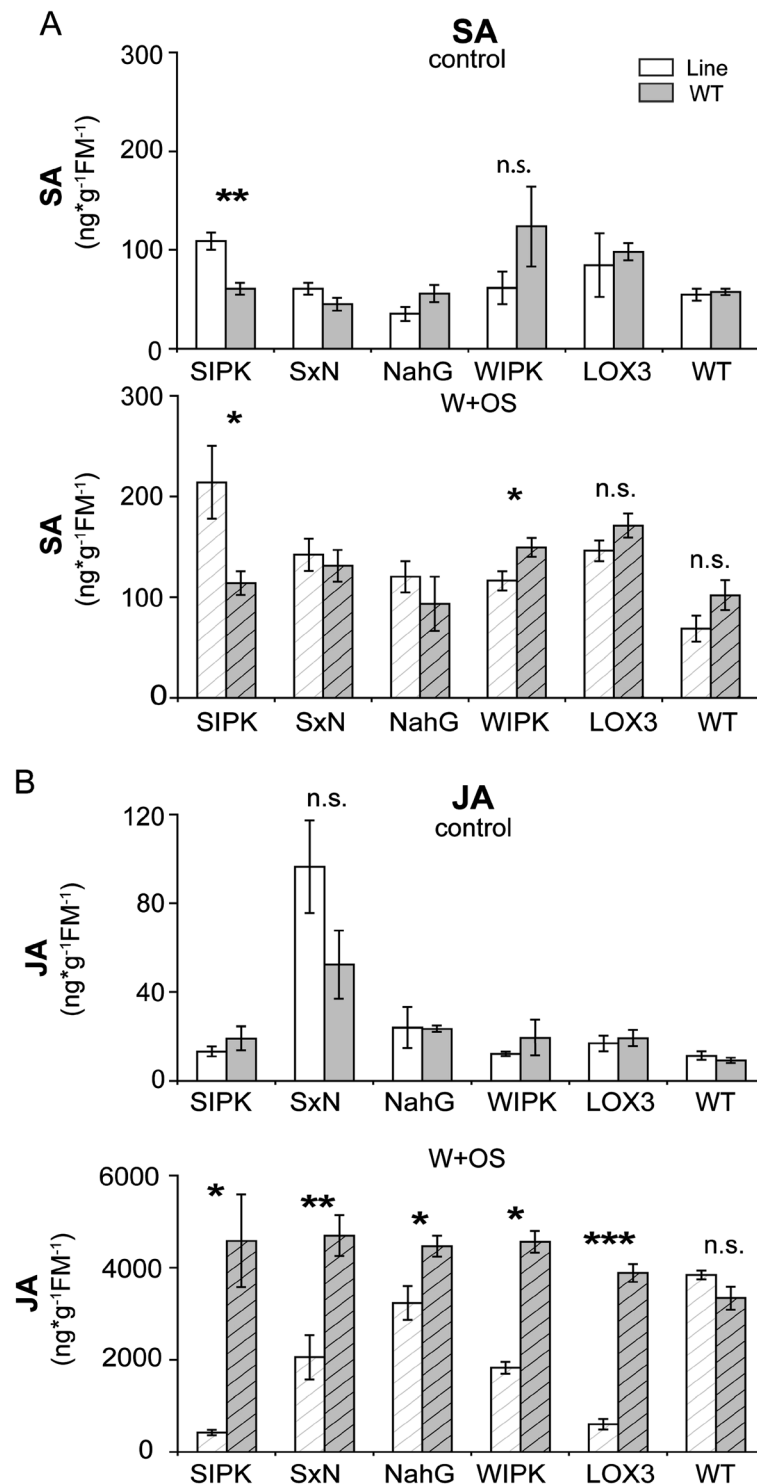 A
SA
control
Line
WT
SA
(ng*g-1FM-1)
300
200
100
0
**
n.s.
SIPK SxN NahG WIPK LOX3 WT
W+OS
SA
(ng*g-1FM-1)
300
200
100
0
*
*
n.s.
n.s.
SIPK SxN NahG WIPK LOX3 WT
B
JA
control
JA
(ng*g-1FM-1)
120
80
40
0
n.s.
SIPK SxN NahG WIPK LOX3 WT
W+OS
JA
(ng*g-1FM-1)
6000
4000
2000
0
*
**
*
*
***
n.s.
SIPK SxN NahG WIPK LOX3 WT